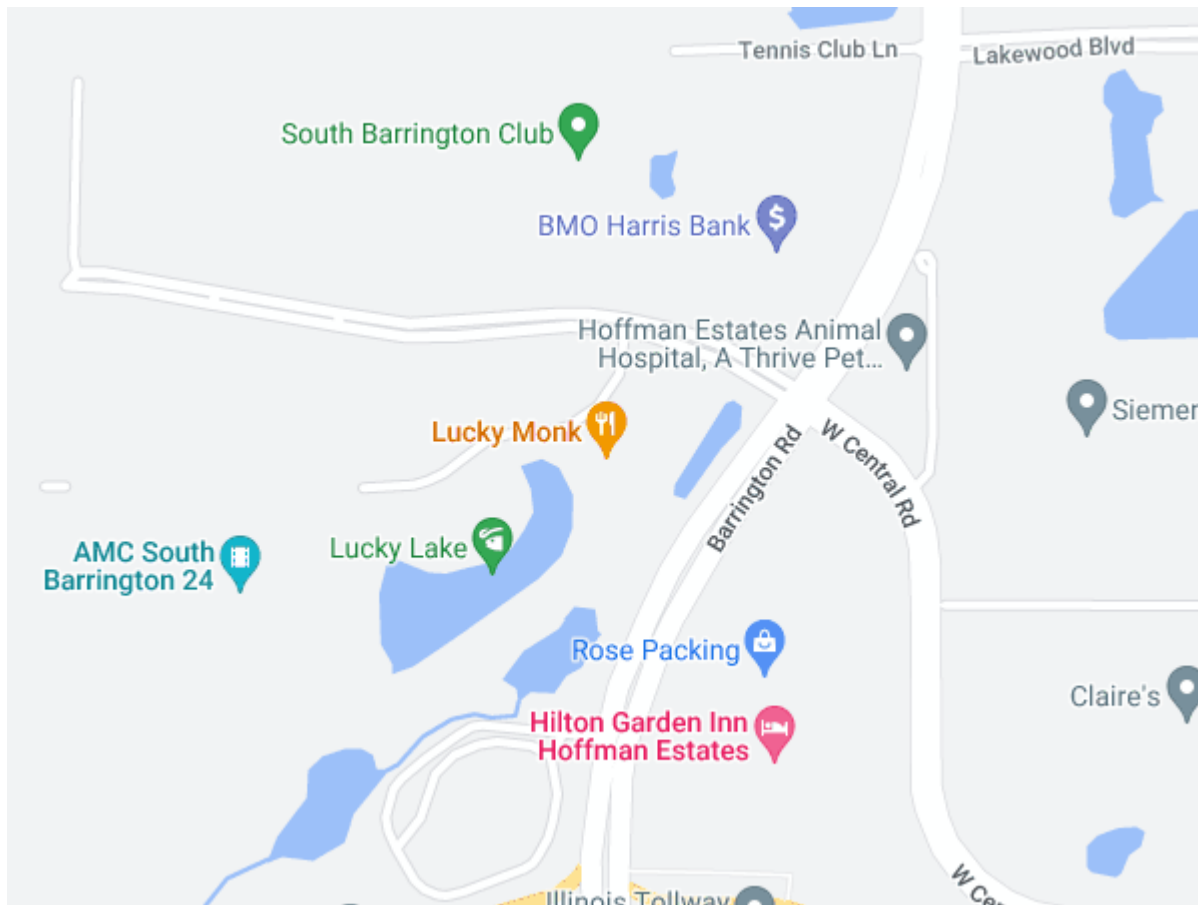 Tennis Club Ln
Lakewood Blvd
South Barrington Club
BMO Harris Bank
Hoffman Estates Animal
Hospital, A Thrive Pet...
Siemer
Lucky Monk
Barrington Rd
W Central Rd
AMC South
Barrington 24
Lucky Lake
Rose Packing
Claire's
Hilton Garden Inn
Hoffman Estates
W Cen
Illinois Tollway